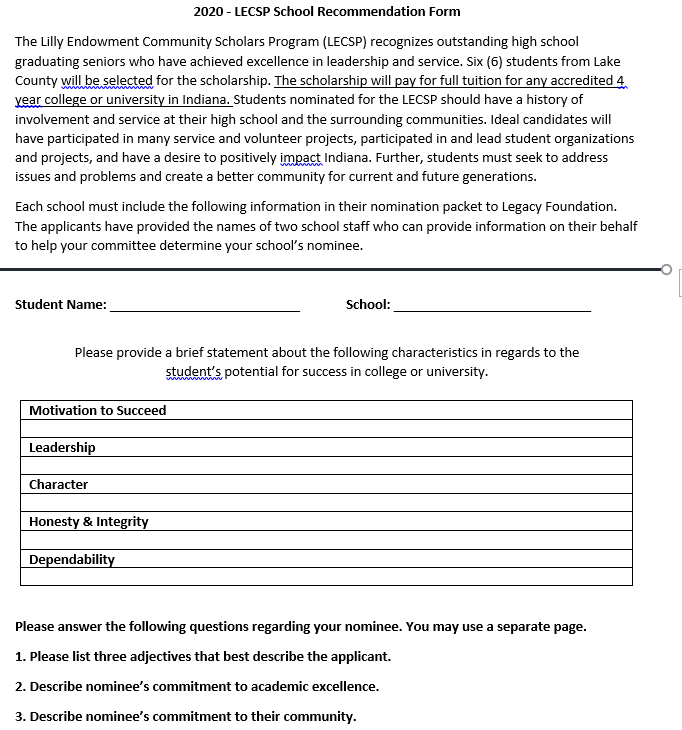 2020 - LECSP School Recommendation Form
The Lilly Endowment Community Scholars Program (LECSP) recognizes outstanding high school
graduating seniors who have achieved excellence in leadership and service. Six (6) students from Lake
County will be selected for the scholarship. The scholarship will pay for full tuition for any accredited 4
year college or university in Indiana. Students nominated for the LECSP should have a history of
involvement and service at their high school and the surrounding communities. Ideal candidates will
have participated in many service and volunteer projects, participated in and lead student organizations
and projects, and have a desire to positively impact Indiana. Further, students must seek to address
issues and problems and create a better community for current and future generations.
Each school must include the following information in their nomination packet to Legacy Foundation.
The applicants have provided the names of two school staff who can provide information on their behalf
to help your committee determine your school's nominee.
Student Name: ____________________ School: ____________________
Please provide a brief statement about the following characteristics in regards to the
student's potential for success in college or university.
Motivation to Succeed
Leadership
Character
Honesty & Integrity
Dependability
Please answer the following questions regarding your nominee. You may use a separate page.
1. Please list three adjectives that best describe the applicant.
2. Describe nominee's commitment to academic excellence.
3. Describe nominee's commitment to their community.